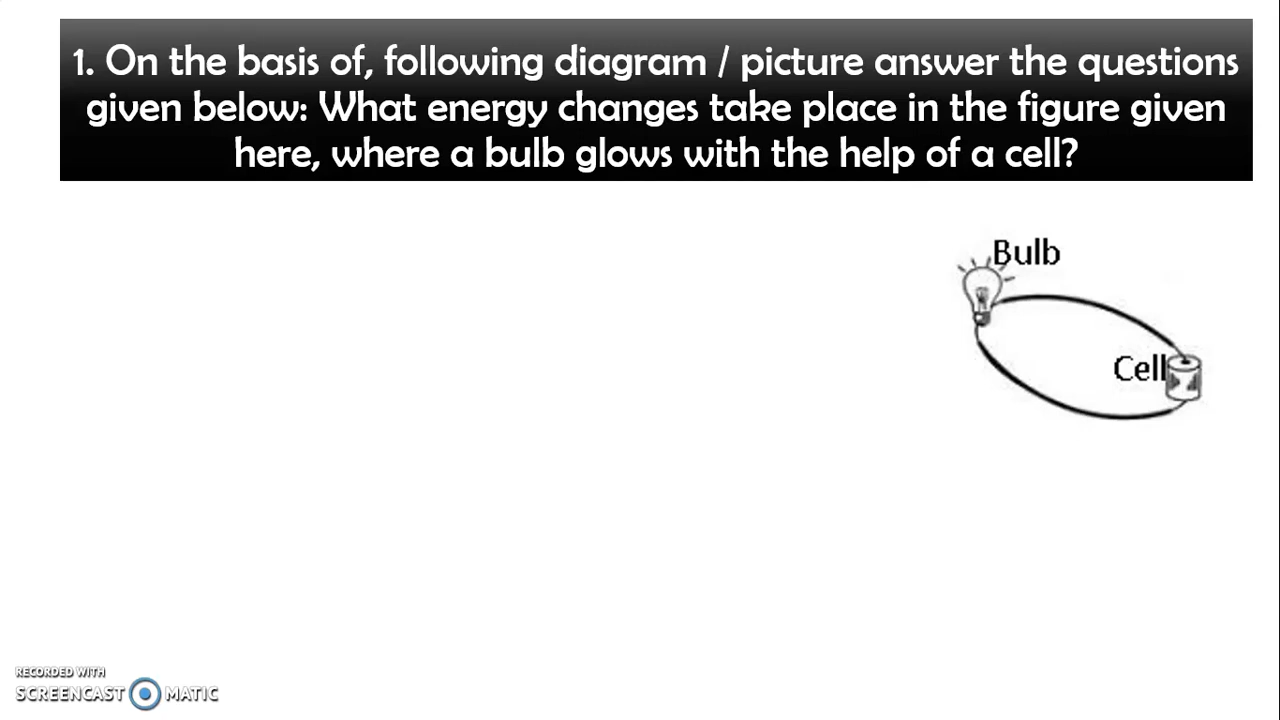 1. On the basis of, following diagram / picture answer the questions
given below: What energy changes take place in the figure given
here, where a bulb glows with the help of a cell?
Bulb
Cell
RECORDED WITH
SCREENCAST MATIC